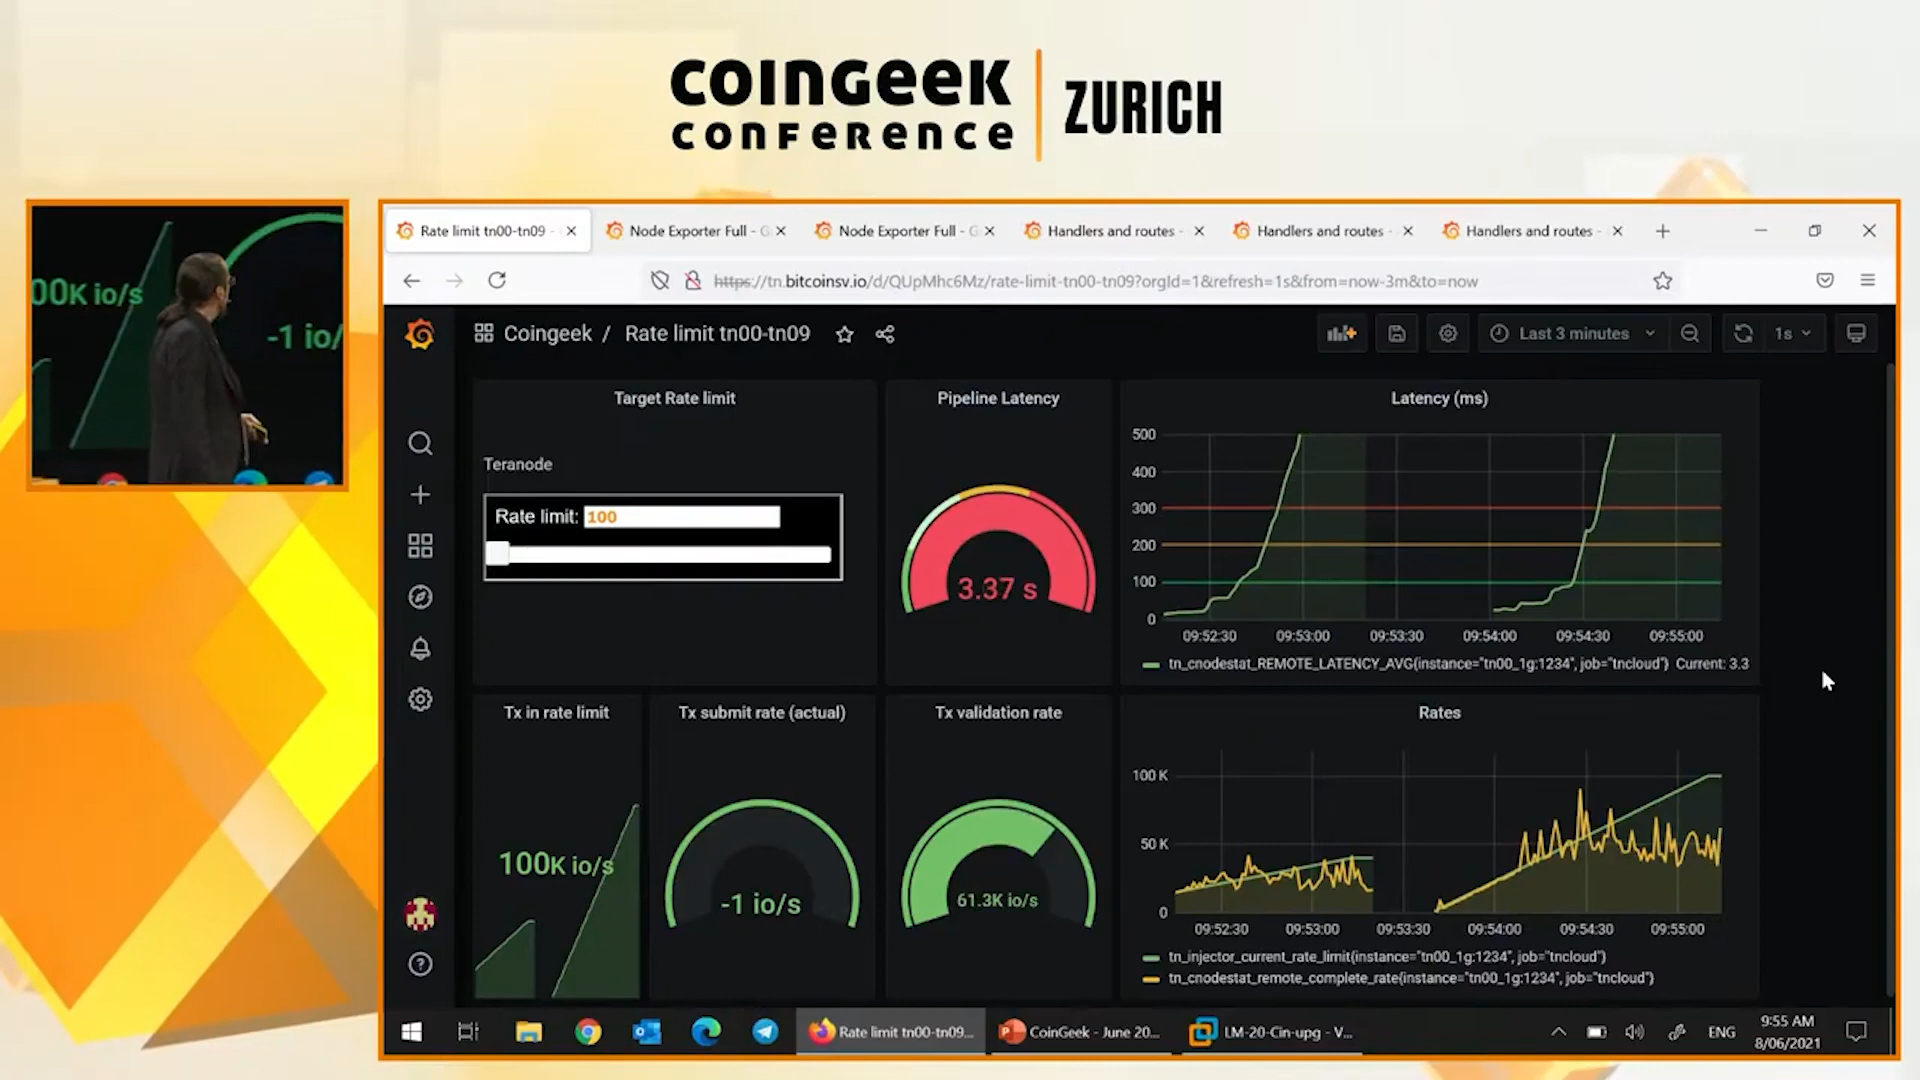 COINGEEK
CONFERENCE
ZURICH
00K io/s
-1 io/
Rate limit tn00-tn09 -
Node Exporter Full - G
Node Exporter Full - G
Handlers and routes -
Handlers and routes -
Handlers and routes -
https://tn.bitcoinsv.io/d/QUpMhc6Mz/rate-limit-tn00-tn09?orgId=1&refresh=1s&from=now-3m&to=now
Coingeek / Rate limit tn00-tn09
Last 3 minutes
1s
Target Rate limit
Teranode
Rate limit: 100
Pipeline Latency
3.37 s
Latency (ms)
500
400
300
200
100
0
09:52:30 09:53:00 09:53:30 09:54:00 09:54:30 09:55:00
tn_cnodestat_REMOTE_LATENCY_AVG{instance="tn00_1g:1234", job="tncloud"} Current: 3.3
Tx in rate limit
100K io/s
Tx submit rate (actual)
-1 io/s
Tx validation rate
61.3K io/s
Rates
100 K
50 K
0
09:52:30 09:53:00 09:53:30 09:54:00 09:54:30 09:55:00
tn_injector_current_rate_limit{instance="tn00_1g:1234", job="tncloud"}
tn_cnodestat_remote_complete_rate{instance="tn00_1g:1234", job="tncloud"}
Rate limit tn00-tn09...
CoinGeek - June 20...
LM-20-Cin-upg - V...
ENG
9:55 AM
8/06/2021